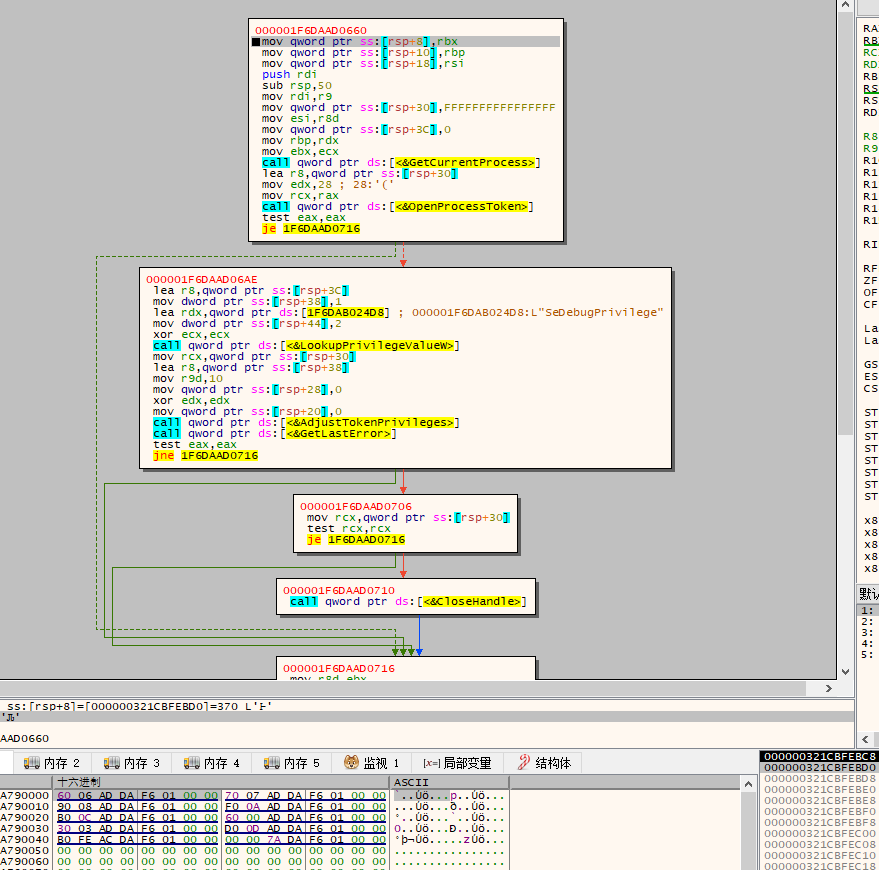 000001F6DAAD0660
mov qword ptr ss:[rsp+8],rbx
mov qword ptr ss:[rsp+10],rbp
mov qword ptr ss:[rsp+18],rsi
push rdi
sub rsp,50
mov rdi,r9
mov qword ptr ss:[rsp+30],FFFFFFFFFFFFFFFF
mov esi,r8d
mov qword ptr ss:[rsp+3C],0
mov rbp,rdx
mov ebx,ecx
call qword ptr ds:[<&GetCurrentProcess>]
lea r8,qword ptr ss:[rsp+30]
mov edx,28 ; 28:'('
mov rcx,rax
call qword ptr ds:[<&OpenProcessToken>]
test eax,eax
je 1F6DAAD0716
000001F6DAAD06AE
lea r8,qword ptr ss:[rsp+3C]
mov dword ptr ss:[rsp+38],1
lea rdx,qword ptr ds:[1F6DAB024D8] ; 000001F6DAB024D8:L"SeDebugPrivilege"
mov dword ptr ss:[rsp+44],2
xor ecx,ecx
call qword ptr ds:[<&LookupPrivilegeValueW>]
mov rcx,qword ptr ss:[rsp+30]
lea r8,qword ptr ss:[rsp+38]
mov r9d,10
mov qword ptr ss:[rsp+28],0
xor edx,edx
mov qword ptr ss:[rsp+20],0
call qword ptr ds:[<&AdjustTokenPrivileges>]
call qword ptr ds:[<&GetLastError>]
test eax,eax
jne 1F6DAAD0716
000001F6DAAD0706
mov rcx,qword ptr ss:[rsp+30]
test rcx,rcx
je 1F6DAAD0716
000001F6DAAD0710
call qword ptr ds:[<&CloseHandle>]
000001F6DAAD0716
mov r8d,ebx
ss:[rsp+8]=[000000321CBFEBD0]=370
AAD0660
内存 2
内存 3
内存 4
内存 5
监视 1
[x=] 局部变量
结构体
十六进制
ASCII
A790000 60 06 AD DA F6 01 00 00 70 07 AD DA F6 01 00 00 `..Úö...p..Úö...
A790010 90 08 AD DA F6 01 00 00 F0 0A AD DA F6 01 00 00 ...Úö...ð..Úö...
A790020 B0 0C AD DA F6 01 00 00 60 00 AD DA F6 01 00 00 °..Úö...`..Úö...
A790030 30 03 AD DA F6 01 00 00 D0 0D AD DA F6 01 00 00 0..Úö...Ð..Úö...
A790040 B0 FE AC DA F6 01 00 00 00 00 7A DA F6 01 00 00 °þ¬Úö.....zÚö...
A790050 00 00 00 00 00 00 00 00 00 00 00 00 00 00 00 00 ................
A790060 00 00 00 00 00 00 00 00 00 00 00 00 00 00 00 00 ................
000000321CBFEBC8
000000321CBFEBD0
000000321CBFEBD8
000000321CBFEBE0
000000321CBFEBE8
000000321CBFEBF0
000000321CBFEBF8
000000321CBFEC00
000000321CBFEC08
000000321CBFEC10
000000321CBFEC18
RA
RB
RC
RD
RB
RS
RS
RD
R8
R9
R1
R1
R1
R1
R1
R1
RI
RF
ZF
OF
CF
La
La
GS
ES
CS
ST
ST
ST
ST
ST
ST
ST
ST
x8
x8
x8
x8
x8
默认
1:
2:
3:
4:
5: